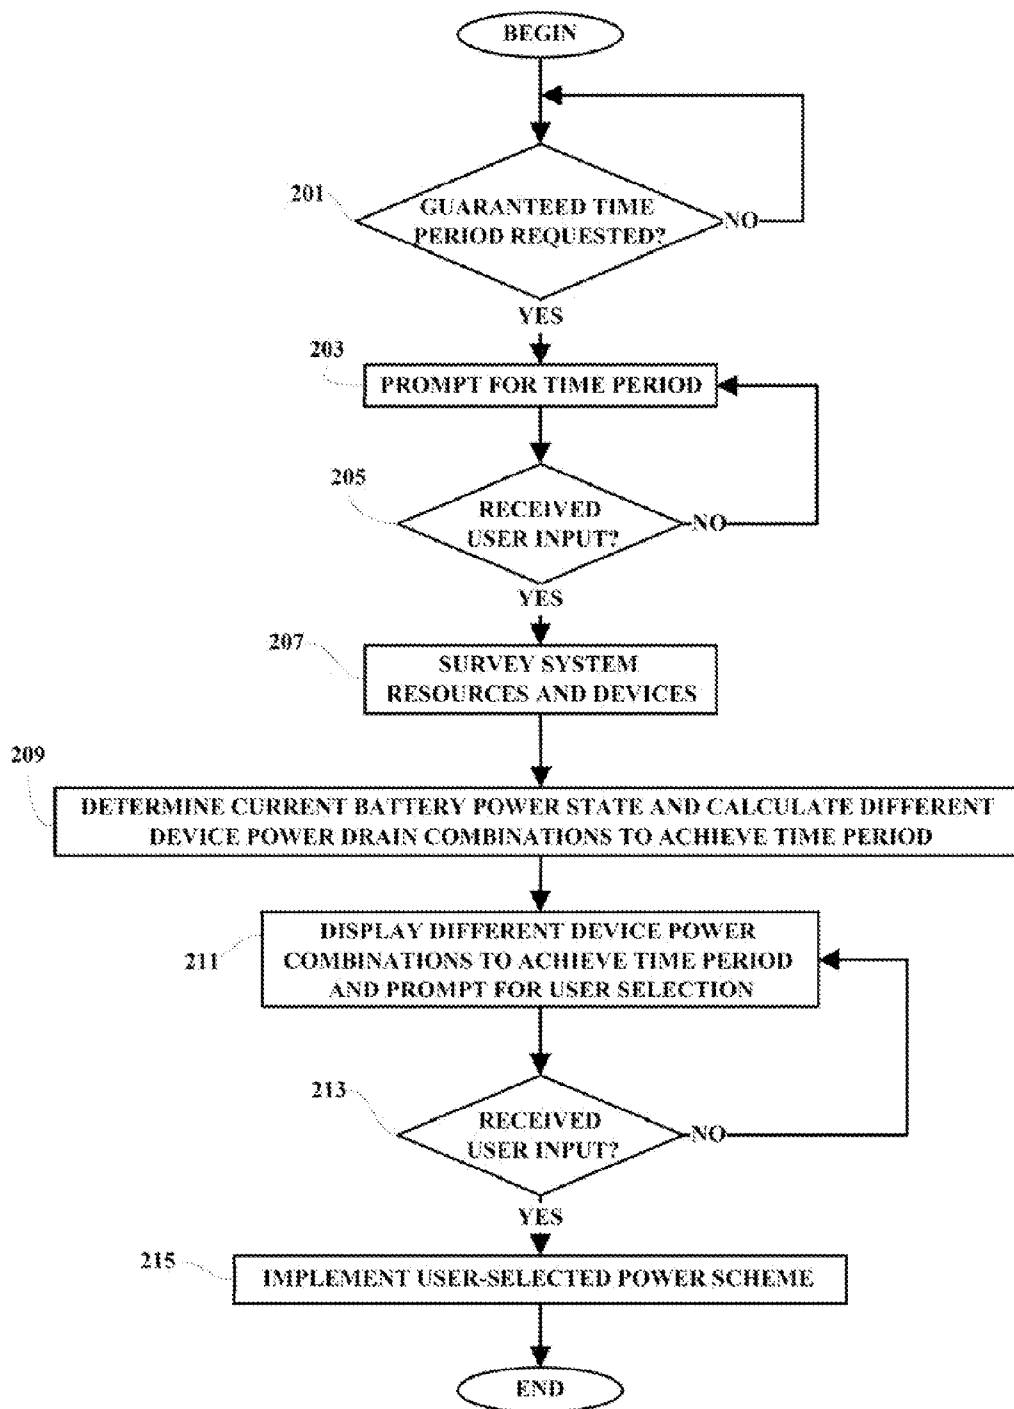 BEGIN
201
GUARANTEED TIME
PERIOD REQUESTED?
NO
YES
203
PROMPT FOR TIME PERIOD
205
RECEIVED
USER INPUT?
NO
YES
207
SURVEY SYSTEM
RESOURCES AND DEVICES
209
DETERMINE CURRENT BATTERY POWER STATE AND CALCULATE DIFFERENT
DEVICE POWER DRAIN COMBINATIONS TO ACHIEVE TIME PERIOD
211
DISPLAY DIFFERENT DEVICE POWER
COMBINATIONS TO ACHIEVE TIME PERIOD
AND PROMPT FOR USER SELECTION
213
RECEIVED
USER INPUT?
NO
YES
215
IMPLEMENT USER-SELECTED POWER SCHEME
END